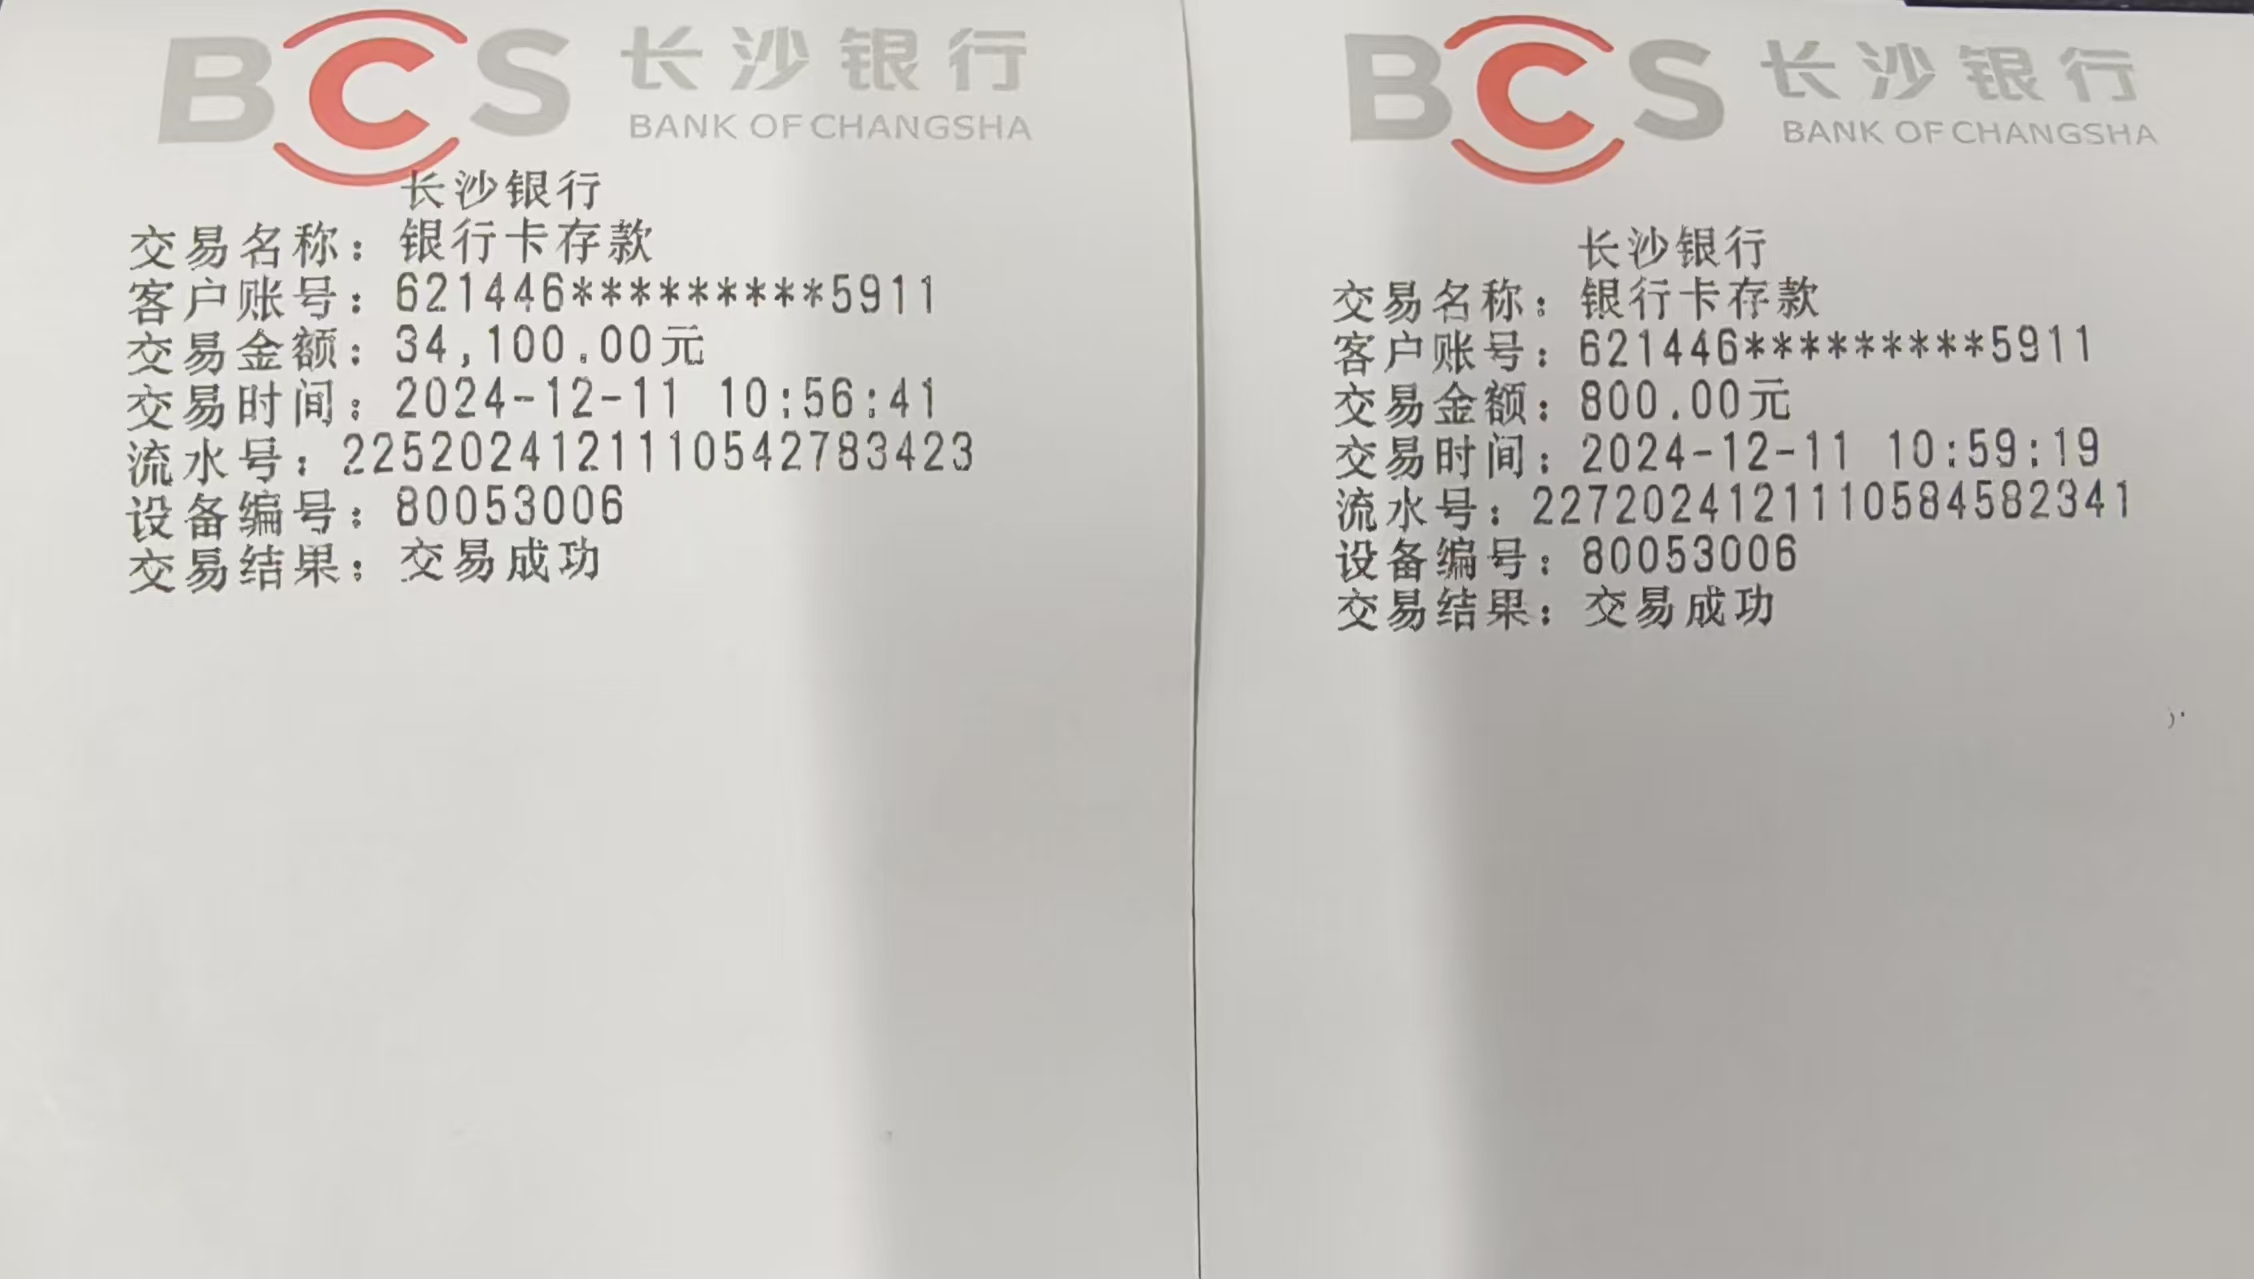 BCS 长沙银行
BANK OF CHANGSHA
长沙银行
交易名称：银行卡存款
客户账号：621446*********5911
交易金额：34,100.00元
交易时间：2024-12-11 10:56:41
流水号：2252024121110542783423
设备编号：80053006
交易结果：交易成功
BCS 长沙银行
BANK OF CHANGSHA
长沙银行
交易名称：银行卡存款
客户账号：621446*********5911
交易金额：800.00元
交易时间：2024-12-11 10:59:19
流水号：2272024121110584582341
设备编号：80053006
交易结果：交易成功